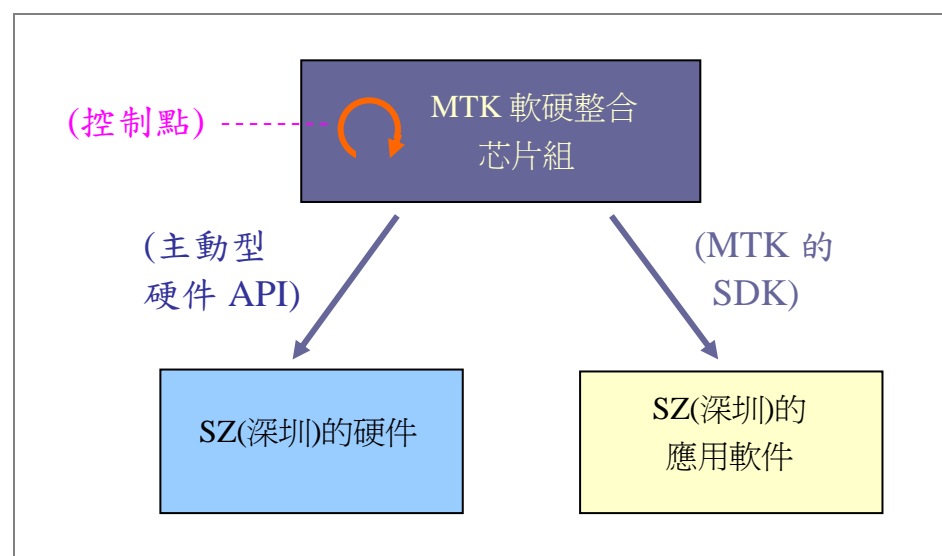 MTK 軟硬整合
芯片組
(控制點)
(主動型
硬件 API)
(MTK 的
SDK)
SZ(深圳)的硬件
SZ(深圳)的
應用軟件